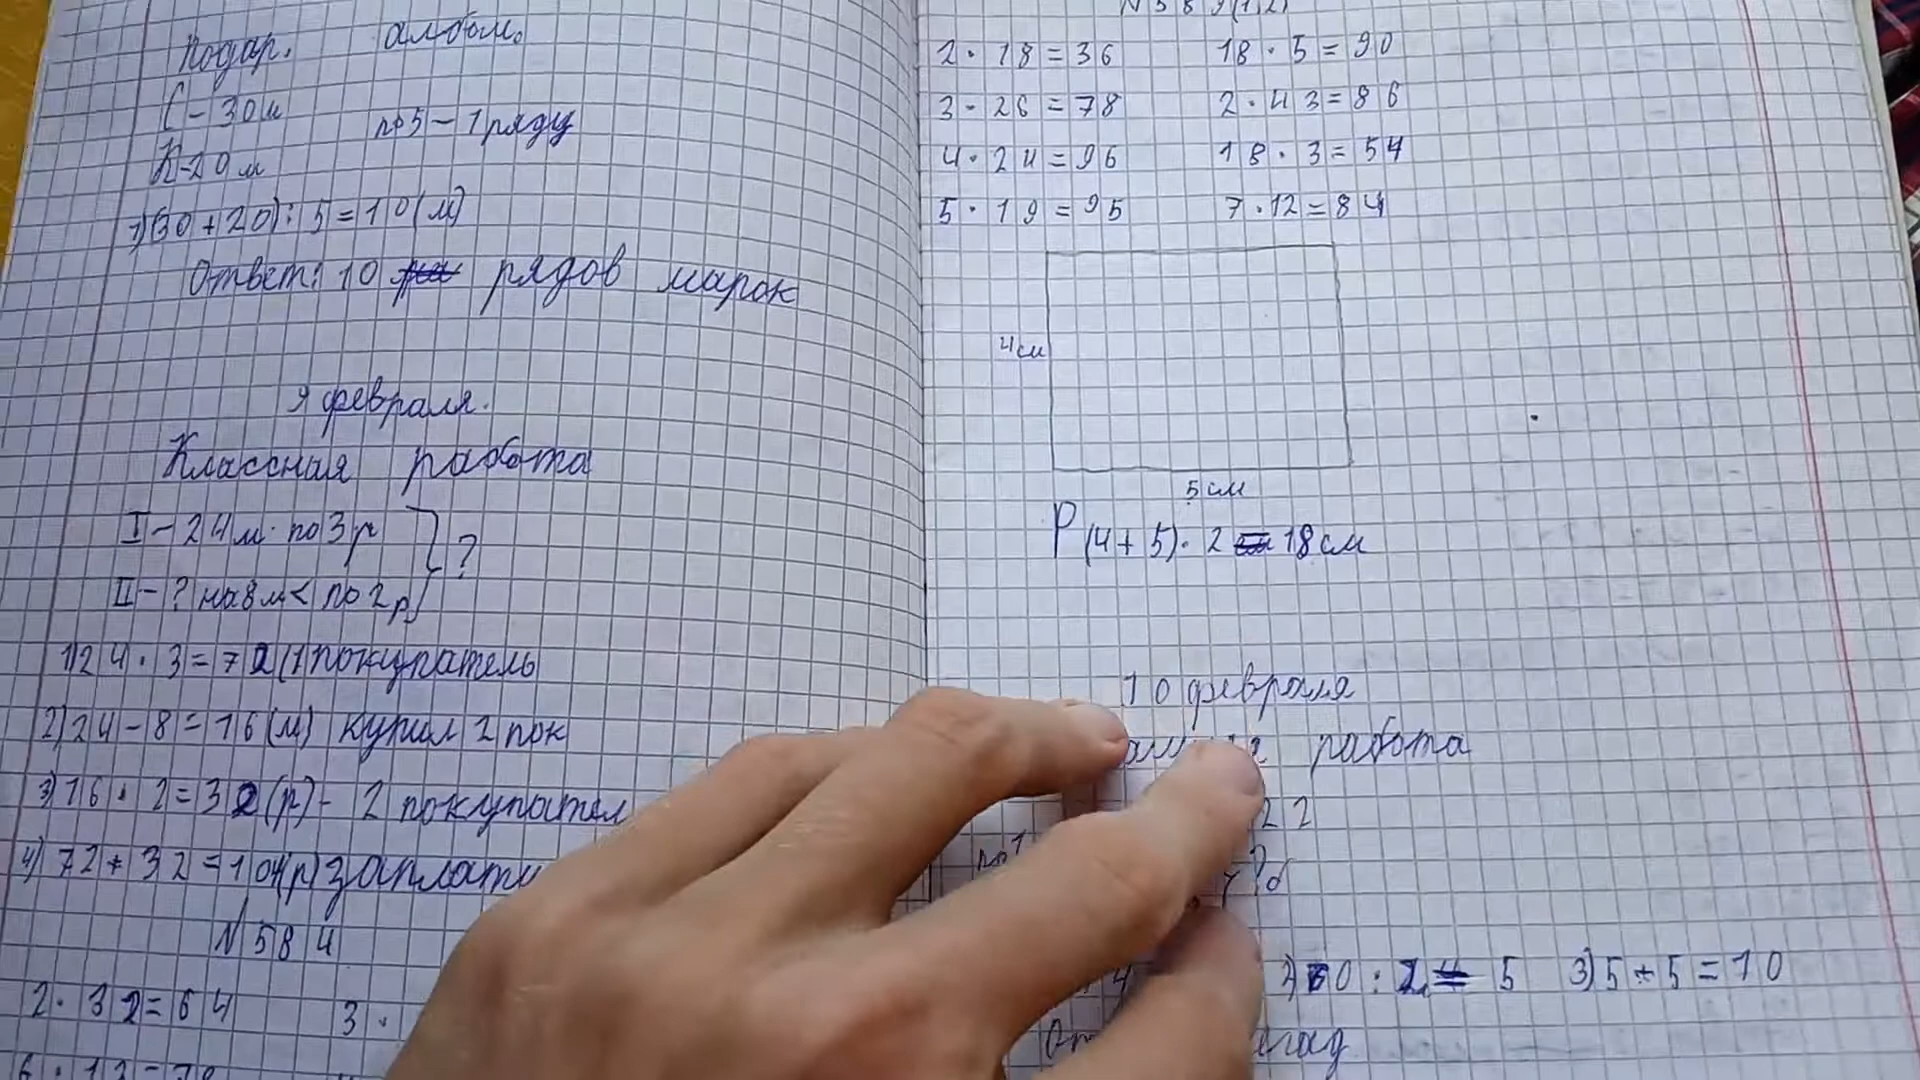 подар. альбом.
С - 30 м
по 5 - 1 ряду
К - 20 м
1) (30 + 20) : 5 = 10 (м)
Ответ: 10 рядов марок
9 февраля.
Классная работа
I - 24 м по 3 р
II - ? на 8 м < по 2 р
?
1) 24 · 3 = 72 (1 покупатель
2) 24 - 8 = 16 (м) купил 2 пок
3) 16 · 2 = 32 (р) - 2 покупател
4) 72 + 32 = 104 (р) заплати
N 584
2 · 32 = 64 3 ·
6 · 13 = 78
2 · 18 = 36 18 · 5 = 90
3 · 26 = 78 2 · 43 = 86
4 · 24 = 96 18 · 3 = 54
5 · 19 = 95 7 · 12 = 84
4 см
5 см
P (4 + 5) · 2 = 18 см
10 февраля
работа
22
3) 5 + 5 = 10